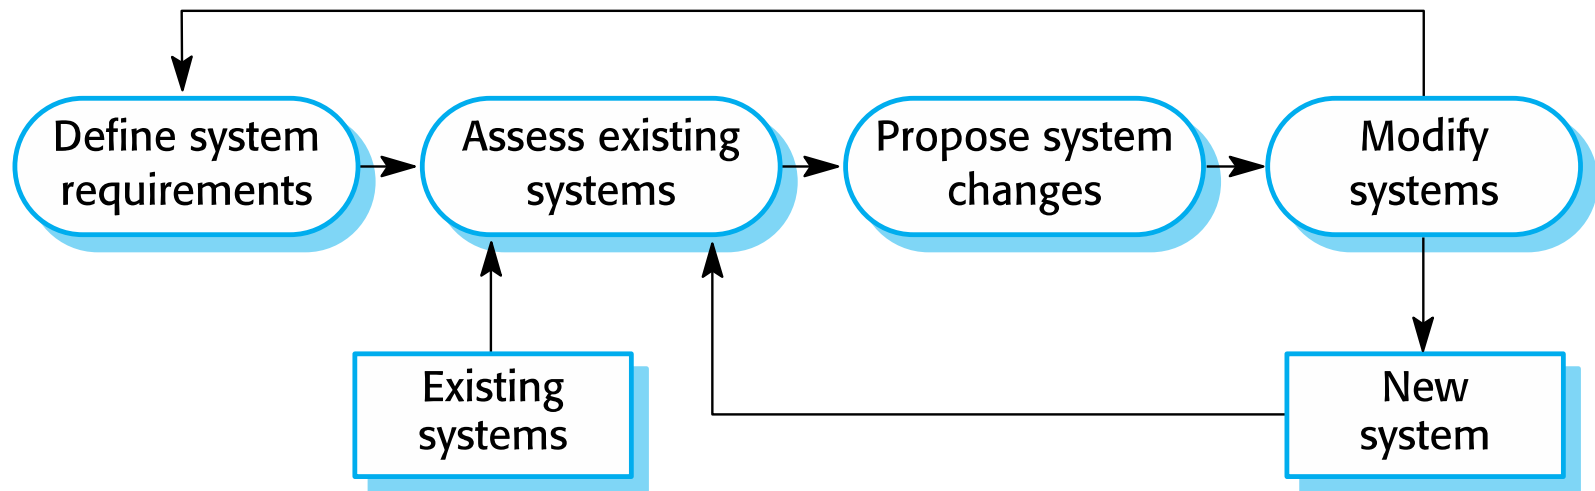 Define system
requirements
Assess existing
systems
Propose system
changes
Modify
systems
Existing
systems
New
system